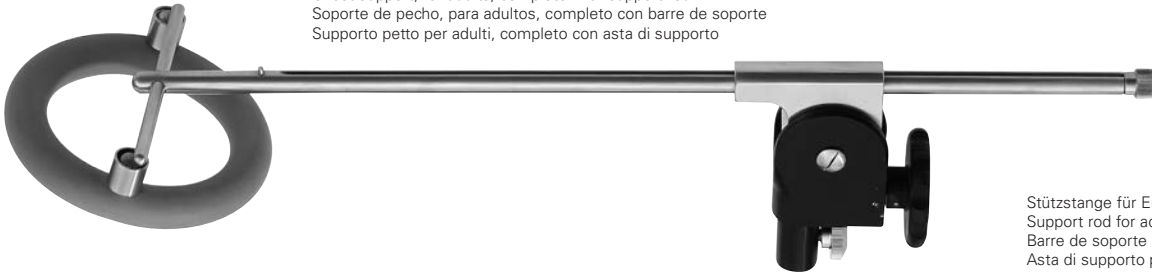 Soporte de pecho, para adultos, completo con barre de soporte
Supporto petto per adulti, completo con asta di supporto
Stützstange für E
Support rod for ad
Barre de soporte
Asta di supporto p